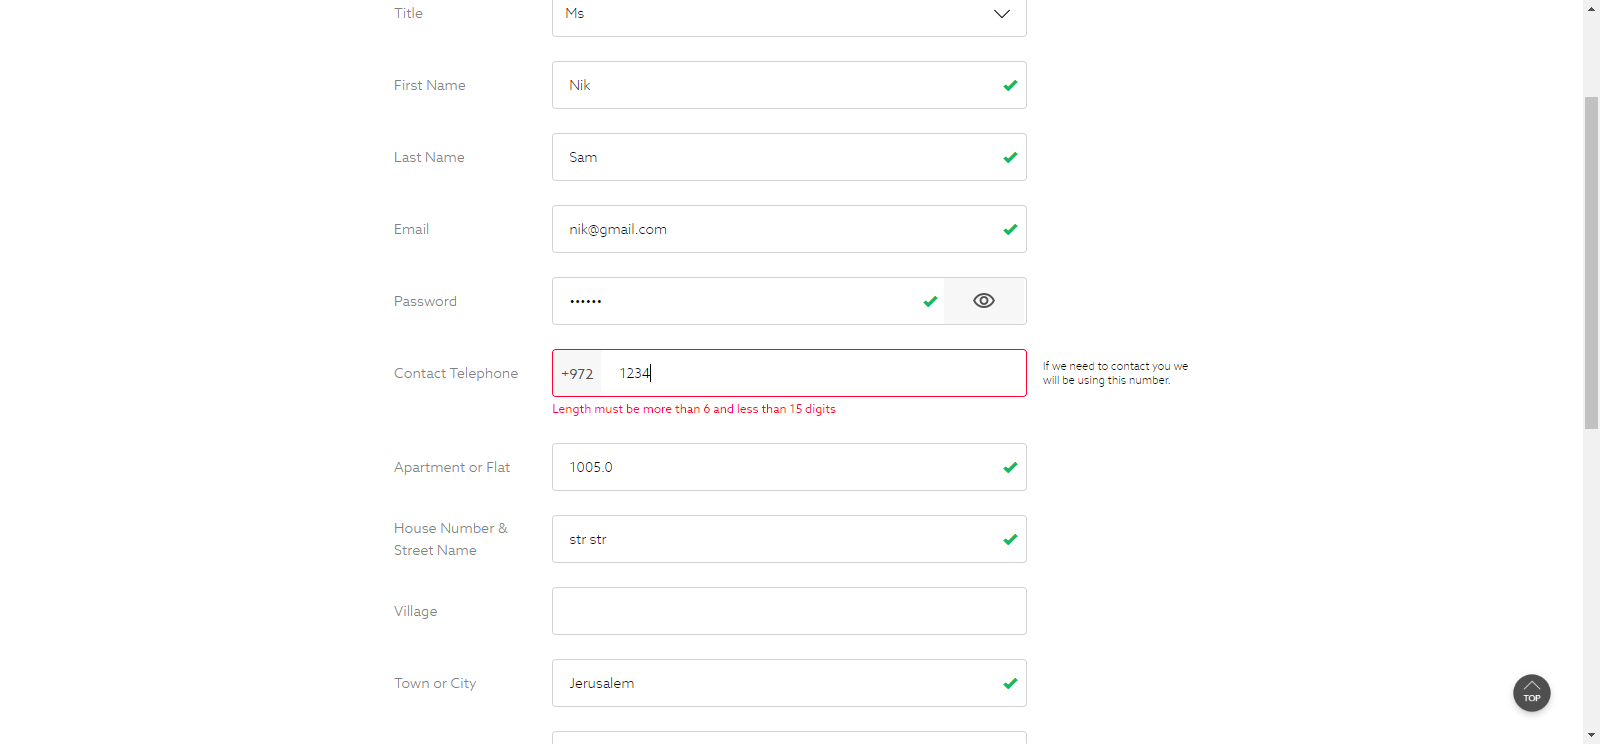 Title
Ms
First Name
Nik
Last Name
Sam
Email
nik@gmail.com
Password
••••••
Contact Telephone
+972
1234
If we need to contact you we
will be using this number.
Length must be more than 6 and less than 15 digits
Apartment or Flat
1005.0
House Number &
Street Name
str str
Village
Town or City
Jerusalem
TOP